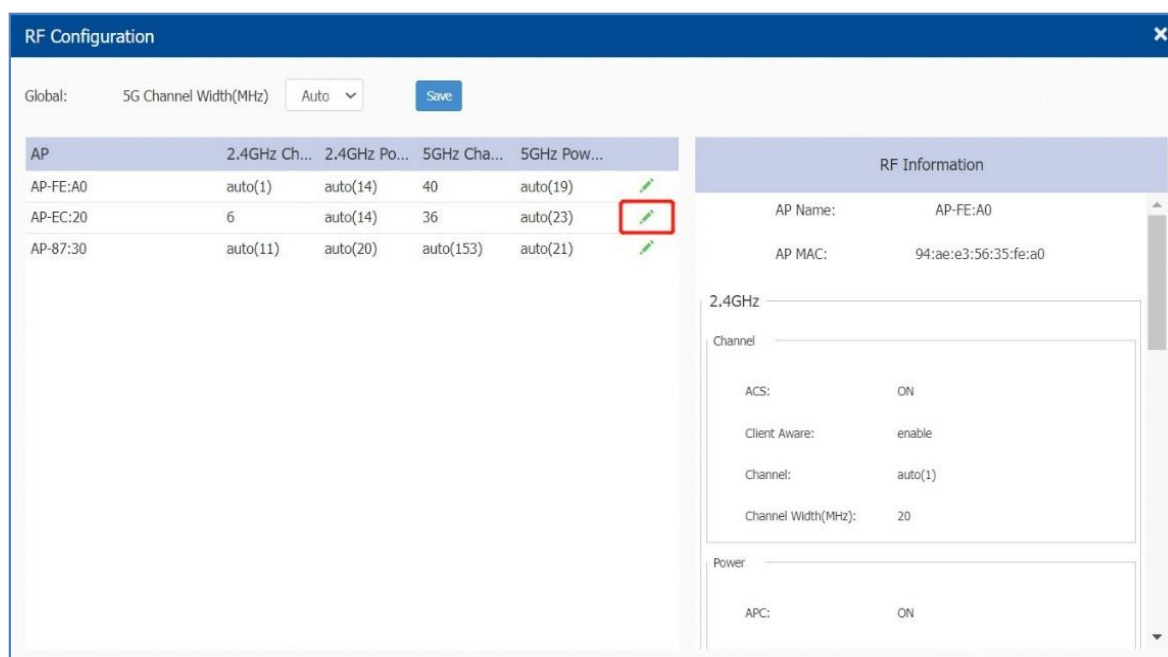 RF Configuration
Global: 5G Channel Width(MHz) Auto Save
AP 2.4GHz Ch... 2.4GHz Po... 5GHz Cha... 5GHz Pow...
AP-FE:A0 auto(1) auto(14) 40 auto(19)
AP-EC:20 6 auto(14) 36 auto(23)
AP-87:30 auto(11) auto(20) auto(153) auto(21)
RF Information
AP Name: AP-FE:A0
AP MAC: 94:ae:e3:56:35:fe:a0
2.4GHz
Channel
ACS: ON
Client Aware: enable
Channel: auto(1)
Channel Width(MHz): 20
Power
APC: ON